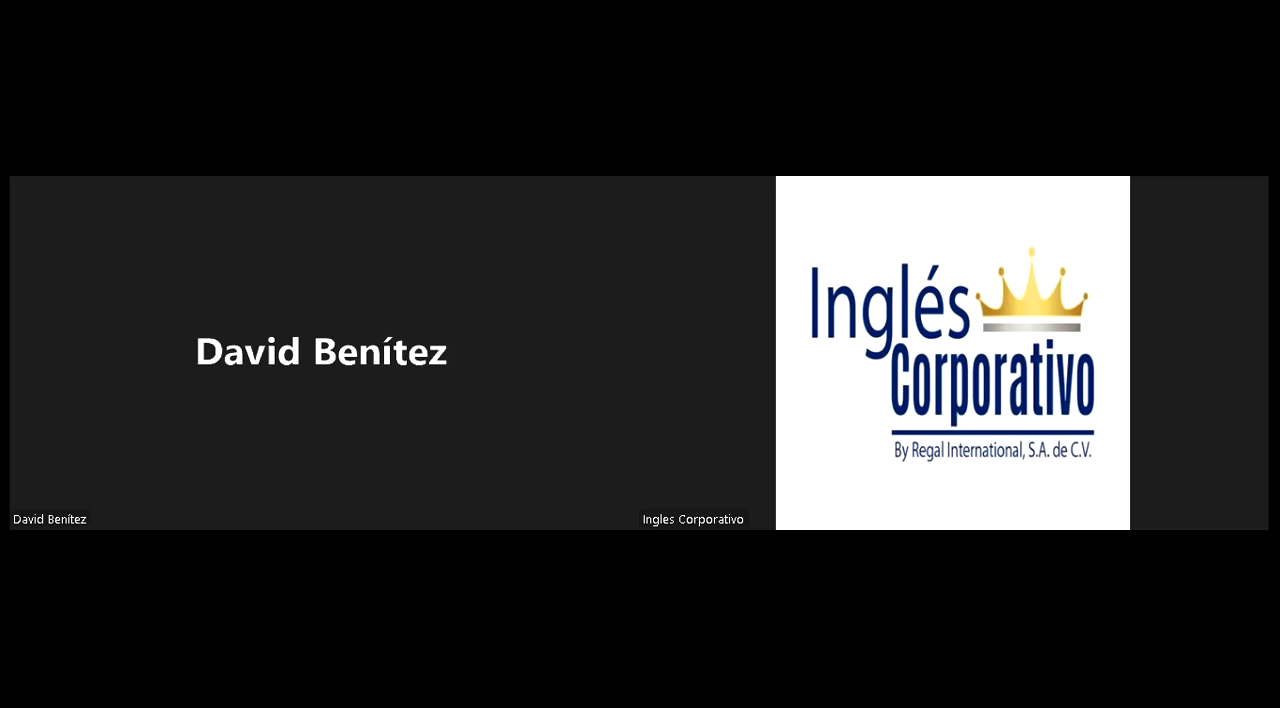 David Benítez
David Benítez
Ingles Corporativo
Inglés
Corporativo
By Regal International, S.A. de C.V.